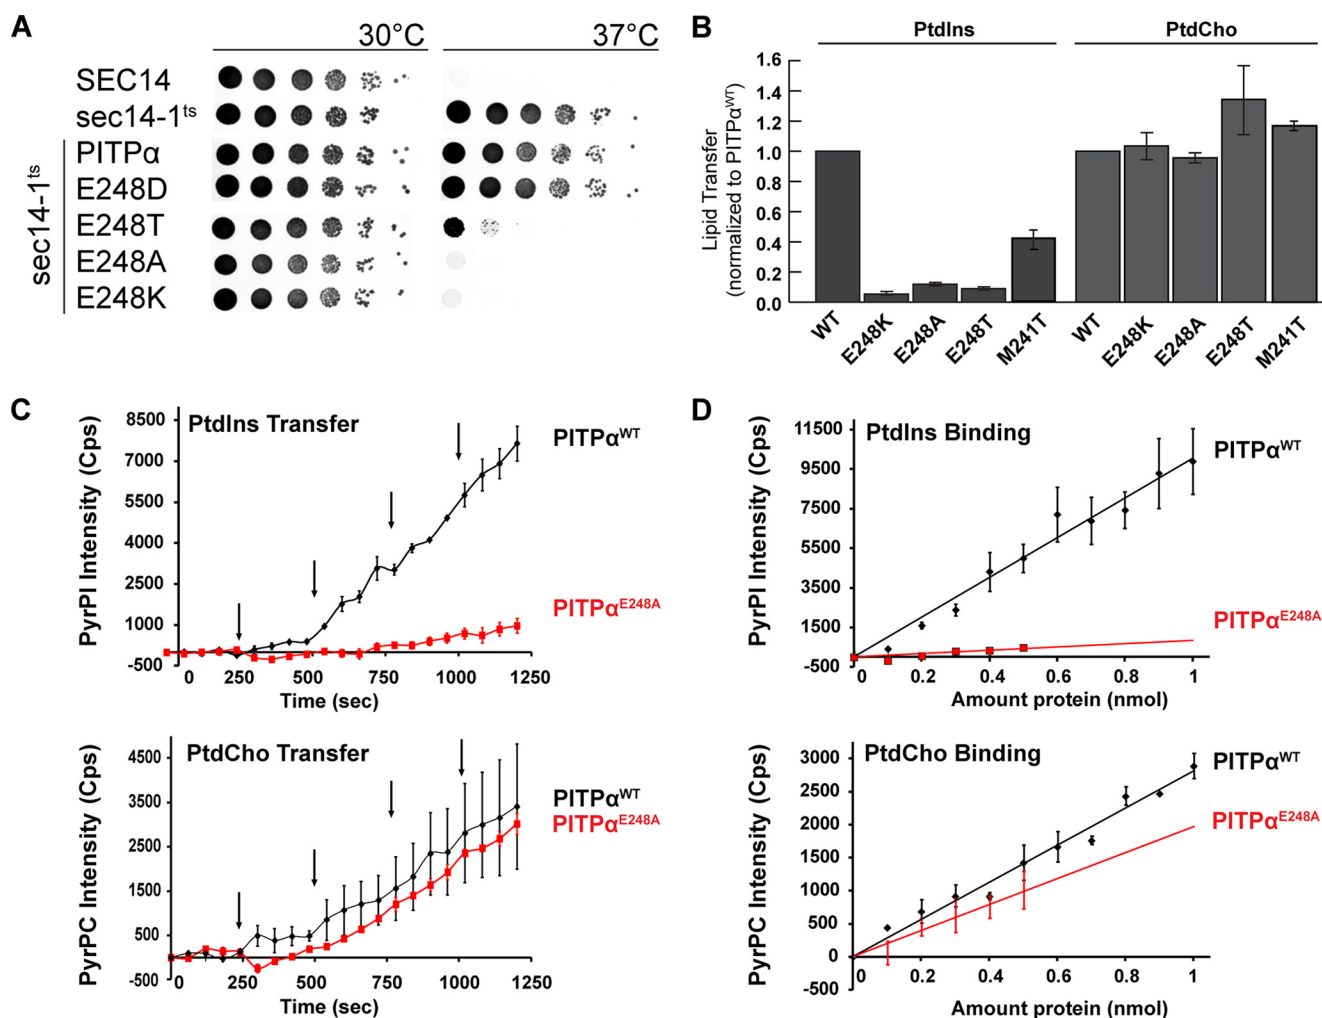 A
30°C 37°C
SEC14
sec14-1ts
PITPα
E248D
E248T
E248A
E248K
sec14-1ts
B
PtdIns PtdCho
Lipid Transfer
(normalized to PITPαWT)
1.6
1.4
1.2
1.0
0.8
0.6
0.4
0.2
0.0
WT E248K E248A E248T M241T WT E248K E248A E248T M241T
C
PtdIns Transfer
PyrPI Intensity (Cps)
8500
7000
5500
4000
2500
1000
-500
0 250 500 750 1000 1250
Time (sec)
PITPαWT
PITPαE248A
PtdCho Transfer
PyrPC Intensity (Cps)
4500
3500
2500
1500
500
-500
0 250 500 750 1000 1250
Time (sec)
PITPαWT
PITPαE248A
D
PtdIns Binding
PyrPI Intensity (Cps)
11500
9500
7500
5500
3500
1500
-500
0 0.2 0.4 0.6 0.8 1
Amount protein (nmol)
PITPαWT
PITPαE248A
PtdCho Binding
PyrPC Intensity (Cps)
3000
2500
2000
1500
1000
500
0
-500
0 0.2 0.4 0.6 0.8 1
Amount protein (nmol)
PITPαWT
PITPαE248A